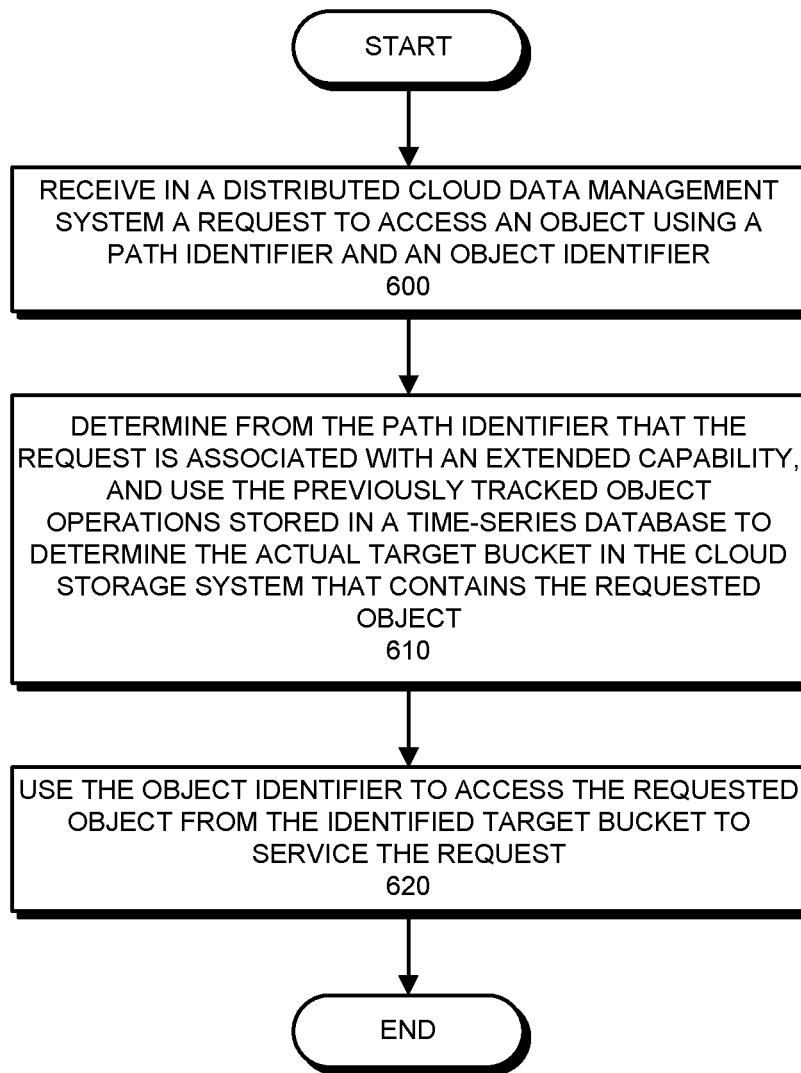 START
RECEIVE IN A DISTRIBUTED CLOUD DATA MANAGEMENT
SYSTEM A REQUEST TO ACCESS AN OBJECT USING A
PATH IDENTIFIER AND AN OBJECT IDENTIFIER
600
DETERMINE FROM THE PATH IDENTIFIER THAT THE
REQUEST IS ASSOCIATED WITH AN EXTENDED CAPABILITY,
AND USE THE PREVIOUSLY TRACKED OBJECT
OPERATIONS STORED IN A TIME-SERIES DATABASE TO
DETERMINE THE ACTUAL TARGET BUCKET IN THE CLOUD
STORAGE SYSTEM THAT CONTAINS THE REQUESTED
OBJECT
610
USE THE OBJECT IDENTIFIER TO ACCESS THE REQUESTED
OBJECT FROM THE IDENTIFIED TARGET BUCKET TO
SERVICE THE REQUEST
620
END